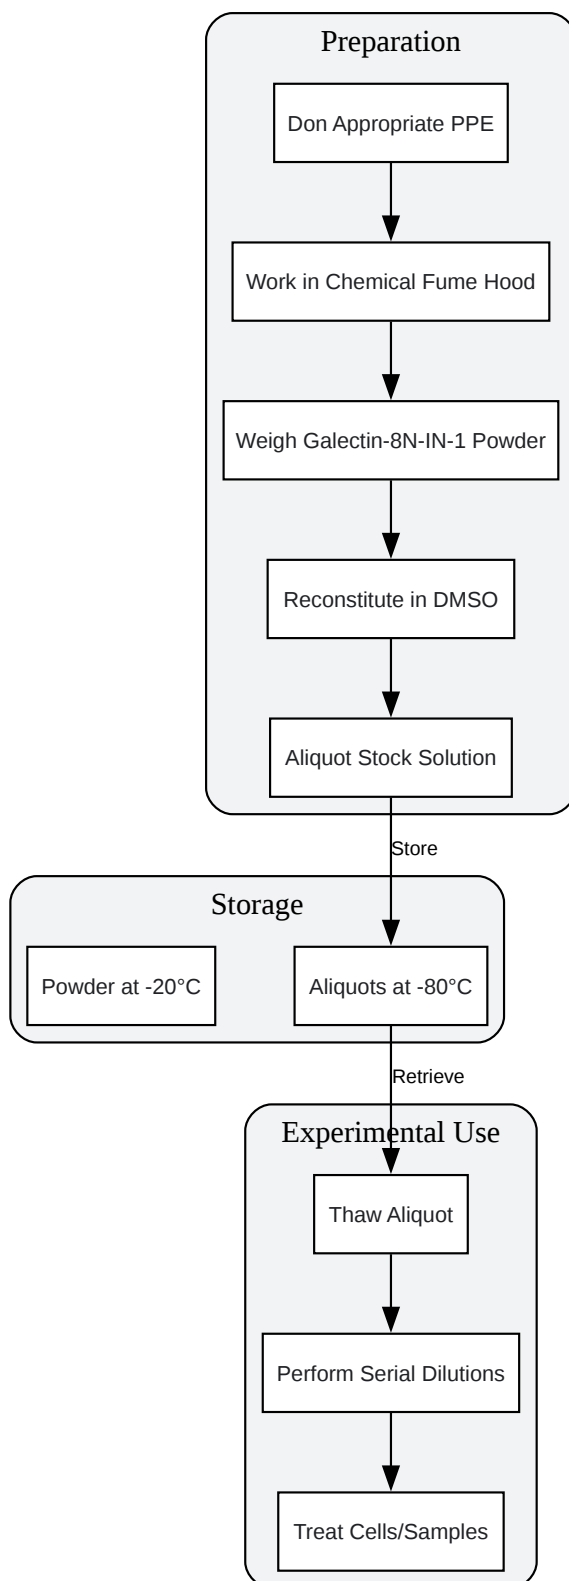 Preparation
Don Appropriate PPE
Work in Chemical Fume Hood
Weigh Galectin-8N-IN-1 Powder
Reconstitute in DMSO
Aliquot Stock Solution
Store
Storage
Powder at -20°C
Aliquots at -80°C
Retrieve
Experimental Use
Thaw Aliquot
Perform Serial Dilutions
Treat Cells/Samples